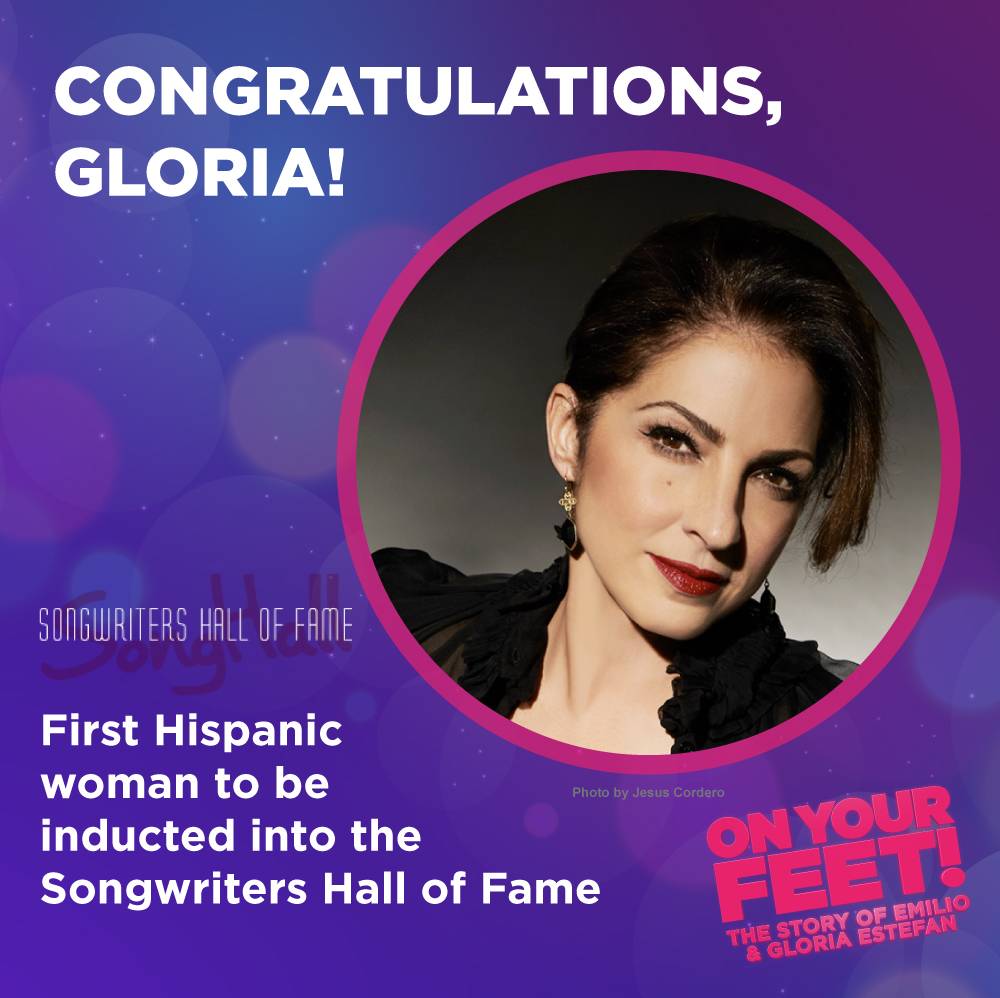 CONGRATULATIONS,
GLORIA!
SONGWRITERS HALL OF FAME
SongHall
First Hispanic
woman to be
inducted into the
Songwriters Hall of Fame
Photo by Jesus Cordero
ON YOUR
FEET!
THE STORY OF EMILIO
& GLORIA ESTEFAN